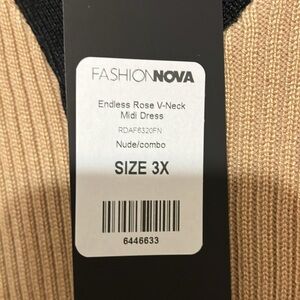 FASHIONNOVA
Endless Rose V-Neck
Midi Dress
RDAF6320FN
Nude/combo
SIZE 3X
6446633